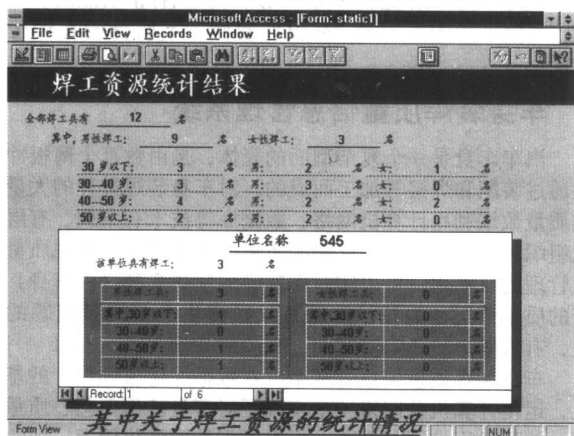 Microsoft Access - [Form: static1]
File Edit View Records Window Help
焊工资源统计结果
全部焊工共有 12 名
其中, 男性焊工: 9 名 女性焊工: 3 名
30 岁以下: 3 名 男: 2 名 女: 1 名
30—40 岁: 3 名 男: 3 名 女: 0 名
40—50 岁: 4 名 男: 2 名 女: 2 名
50 岁以上: 2 名 男: 2 名 女: 0 名
单位名称 545
该单位具有焊工: 3 名
男性焊工共: 3 名 女性焊工共: 0 名
其中,30岁以下: 1 名 其中,30岁以下: 0 名
30-40岁: 0 名 30-40岁: 0 名
40-50岁: 1 名 40-50岁: 0 名
50岁以上: 1 名 50岁以上: 0 名
Record: 1 of 6
其中关于焊工资源的统计情况
Form View NUM